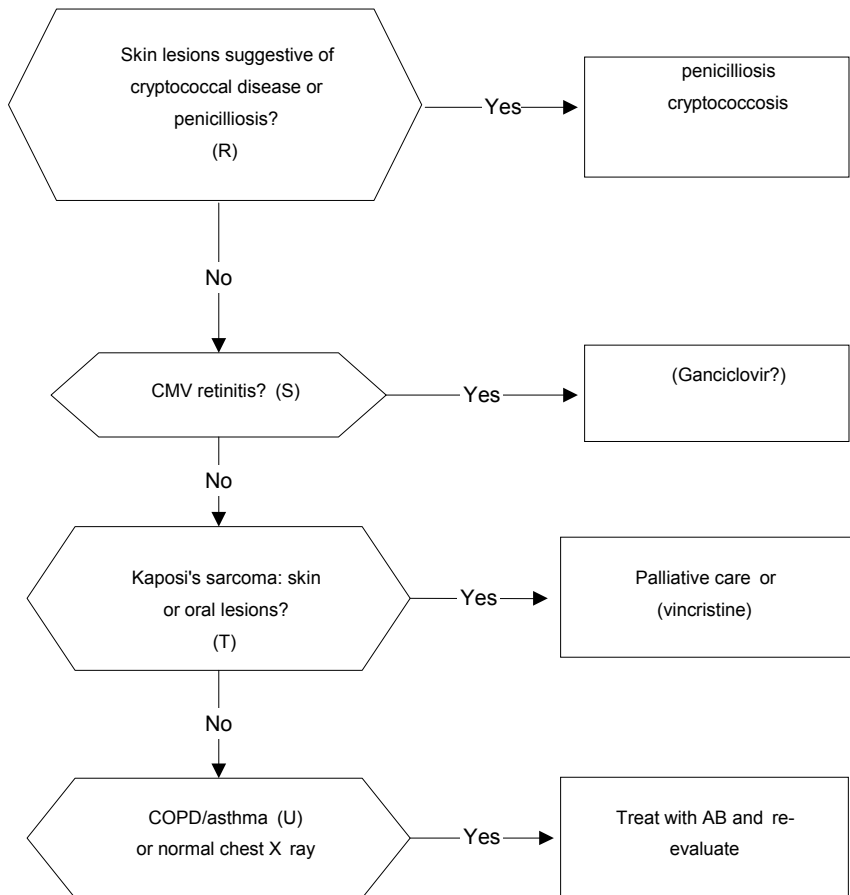 Skin lesions suggestive of
cryptococcal disease or
penicilliosis?
(R)
Yes
penicilliosis
cryptococcosis
No
CMV retinitis? (S)
Yes
(Ganciclovir?)
No
Kaposi's sarcoma: skin
or oral lesions?
(T)
Yes
Palliative care or
(vincristine)
No
COPD/asthma (U)
or normal chest X ray
Yes
Treat with AB and re-
evaluate